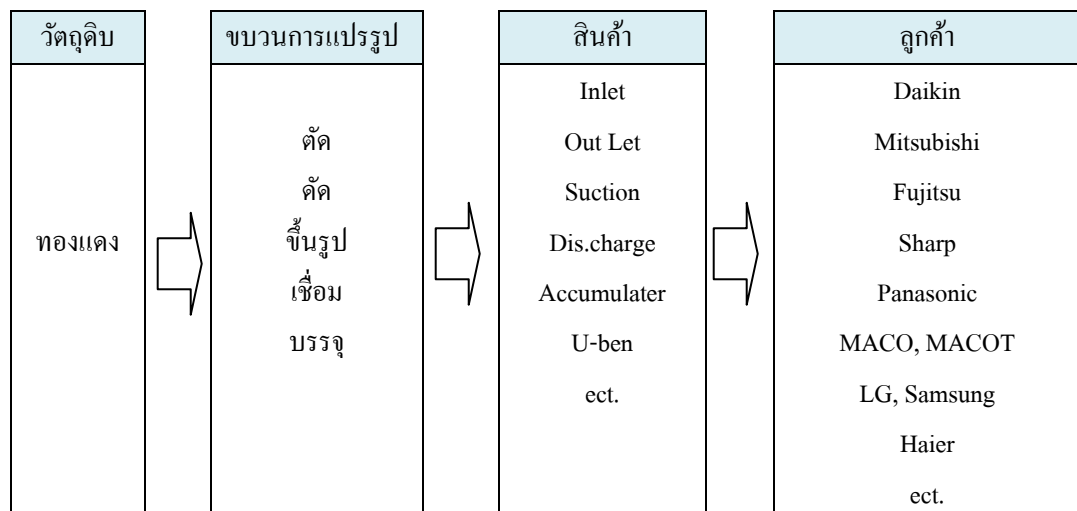 วัตถุดิบ
ทองแดง
ขบวนการแปรรูป
ตัด
ดัด
ขึ้นรูป
เชื่อม
บรรจุ
สินค้า
Inlet
Out Let
Suction
Dis.charge
Accumulater
U-ben
ect.
ลูกค้า
Daikin
Mitsubishi
Fujitsu
Sharp
Panasonic
MACO, MACOT
LG, Samsung
Haier
ect.